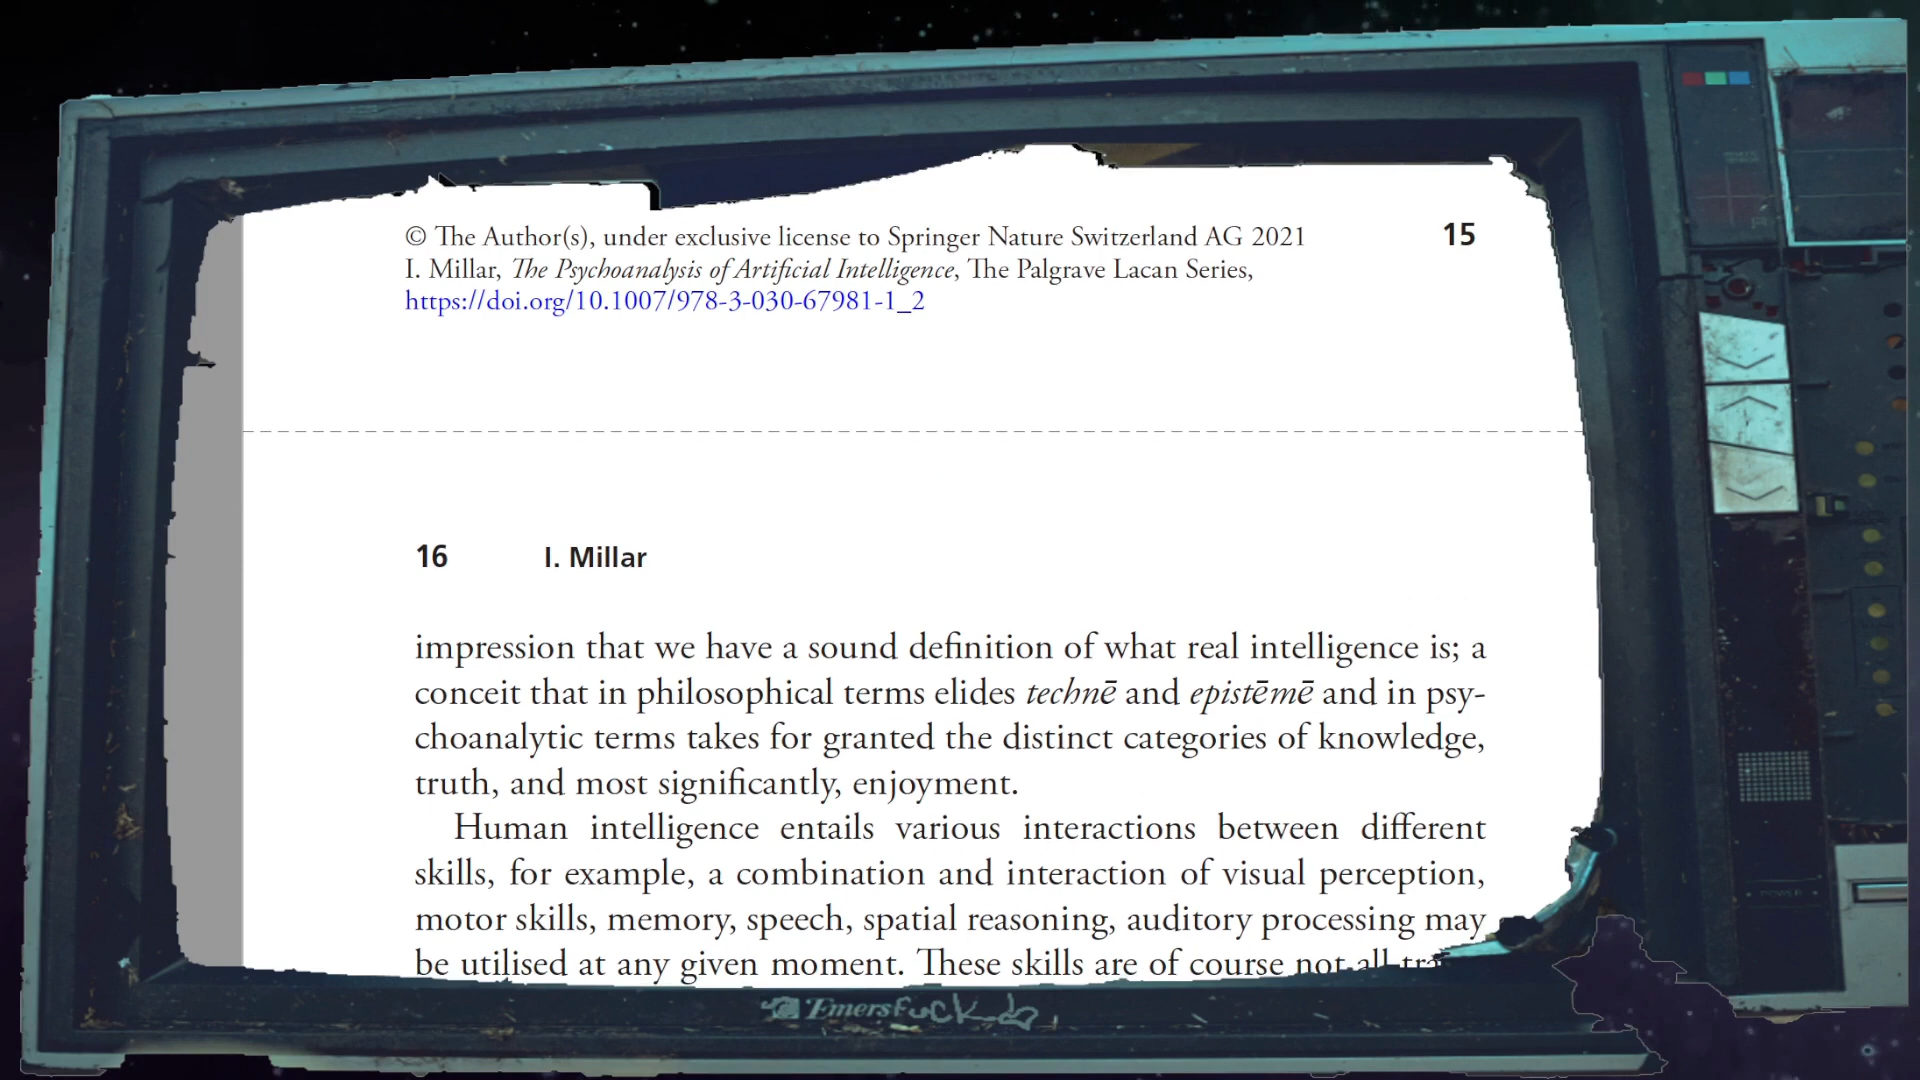 © The Author(s), under exclusive license to Springer Nature Switzerland AG 2021
15
I. Millar, The Psychoanalysis of Artificial Intelligence, The Palgrave Lacan Series,
https://doi.org/10.1007/978-3-030-67981-1_2
16 I. Millar
impression that we have a sound definition of what real intelligence is; a
conceit that in philosophical terms elides technē and epistēmē and in psy-
choanalytic terms takes for granted the distinct categories of knowledge,
truth, and most significantly, enjoyment.
Human intelligence entails various interactions between different
skills, for example, a combination and interaction of visual perception,
motor skills, memory, speech, spatial reasoning, auditory processing may
be utilised at any given moment. These skills are of course not all
EmersFuCK
POWER